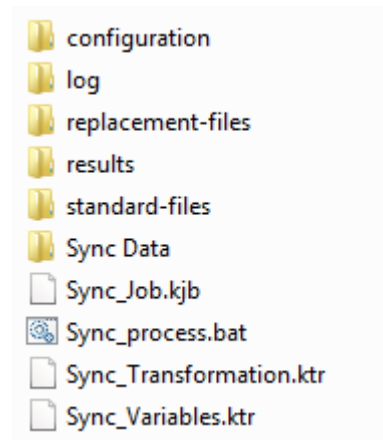 configuration
log
replacement-files
results
standard-files
Sync Data
Sync_Job.kjb
Sync_process.bat
Sync_Transformation.ktr
Sync_Variables.ktr